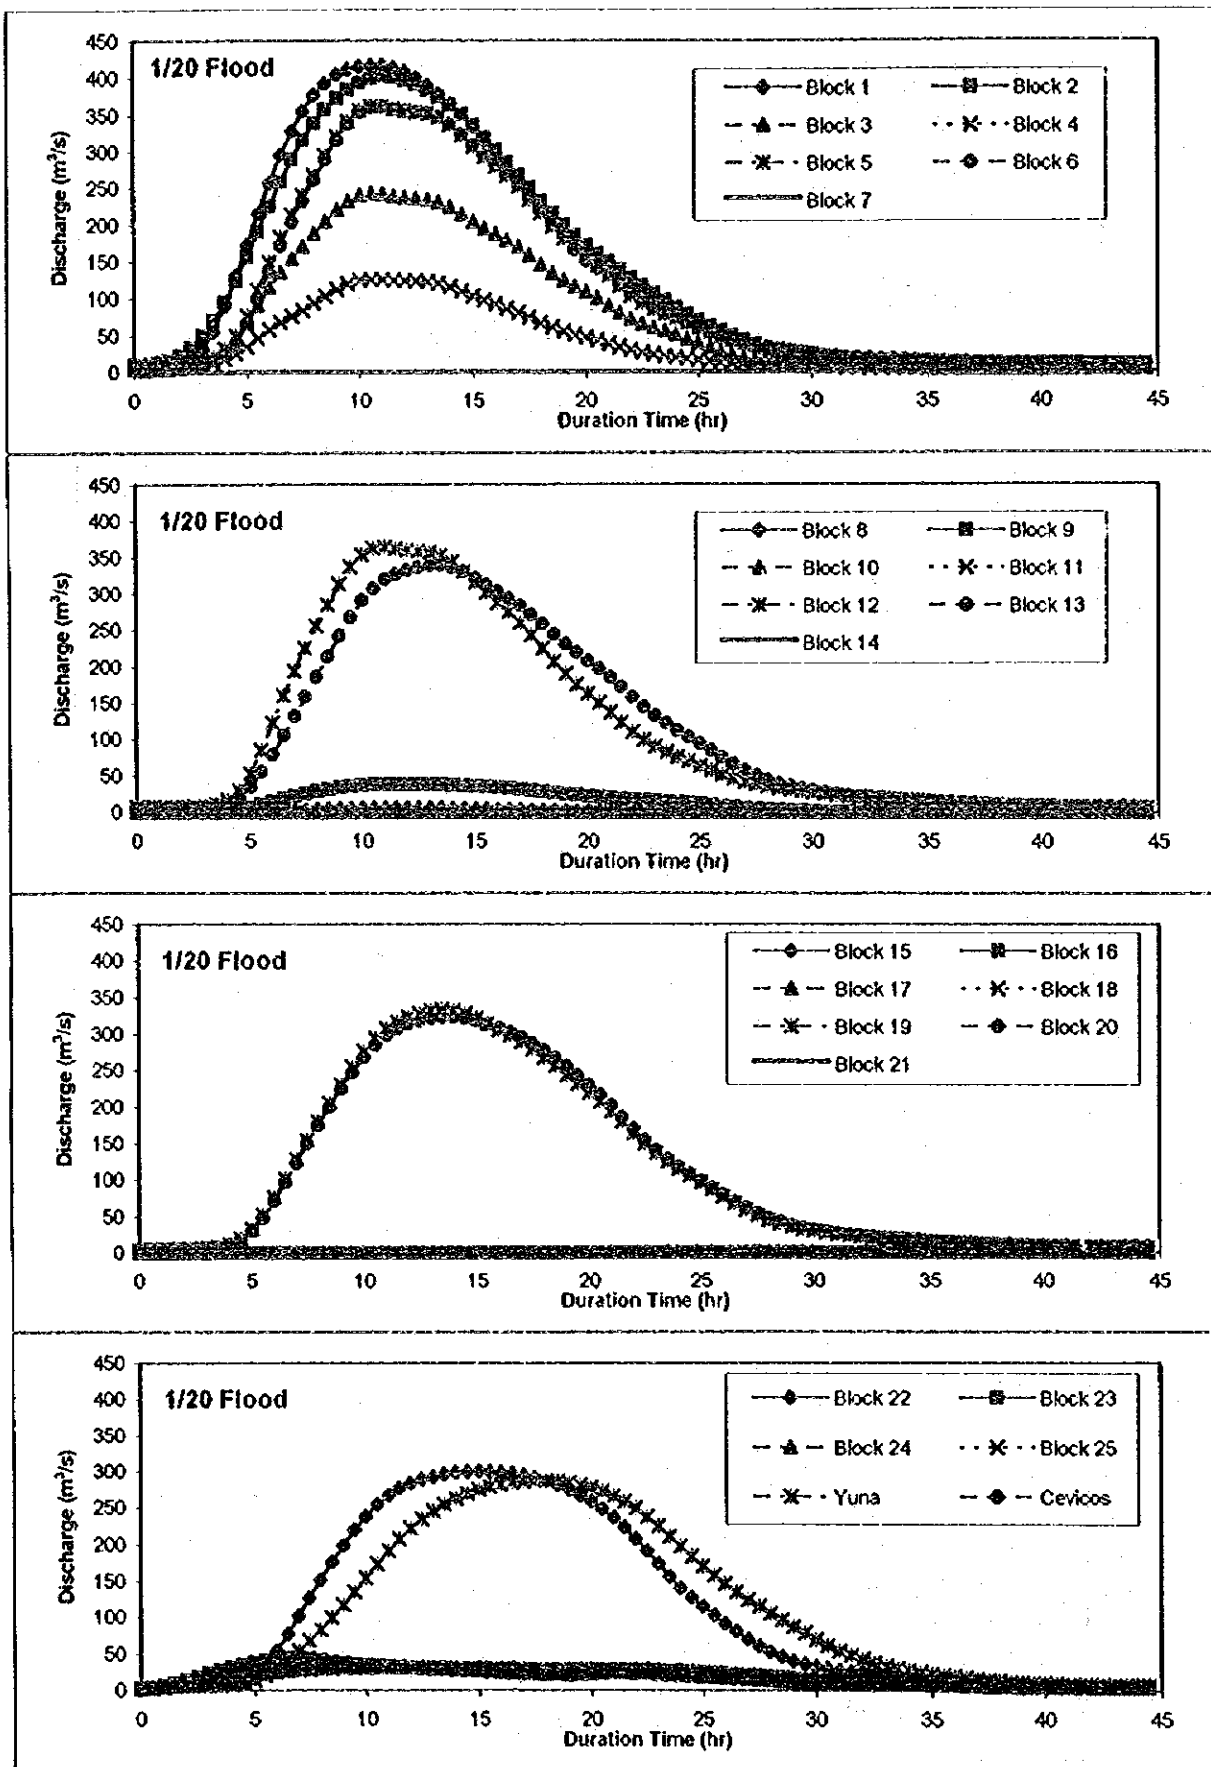 1/20 Flood
Discharge (m³/s)
450
400
350
300
250
200
150
100
50
0
0 5 10 15 20 25 30 35 40 45
Duration Time (hr)
Block 1 Block 2
Block 3 Block 4
Block 5 Block 6
Block 7
1/20 Flood
Discharge (m³/s)
450
400
350
300
250
200
150
100
50
0
0 5 10 15 20 25 30 35 40 45
Duration Time (hr)
Block 8 Block 9
Block 10 Block 11
Block 12 Block 13
Block 14
1/20 Flood
Discharge (m³/s)
450
400
350
300
250
200
150
100
50
0
0 5 10 15 20 25 30 35 40 45
Duration Time (hr)
Block 15 Block 16
Block 17 Block 18
Block 19 Block 20
Block 21
1/20 Flood
Discharge (m³/s)
450
400
350
300
250
200
150
100
50
0
0 5 10 15 20 25 30 35 40 45
Duration Time (hr)
Block 22 Block 23
Block 24 Block 25
Yuna Cevicos